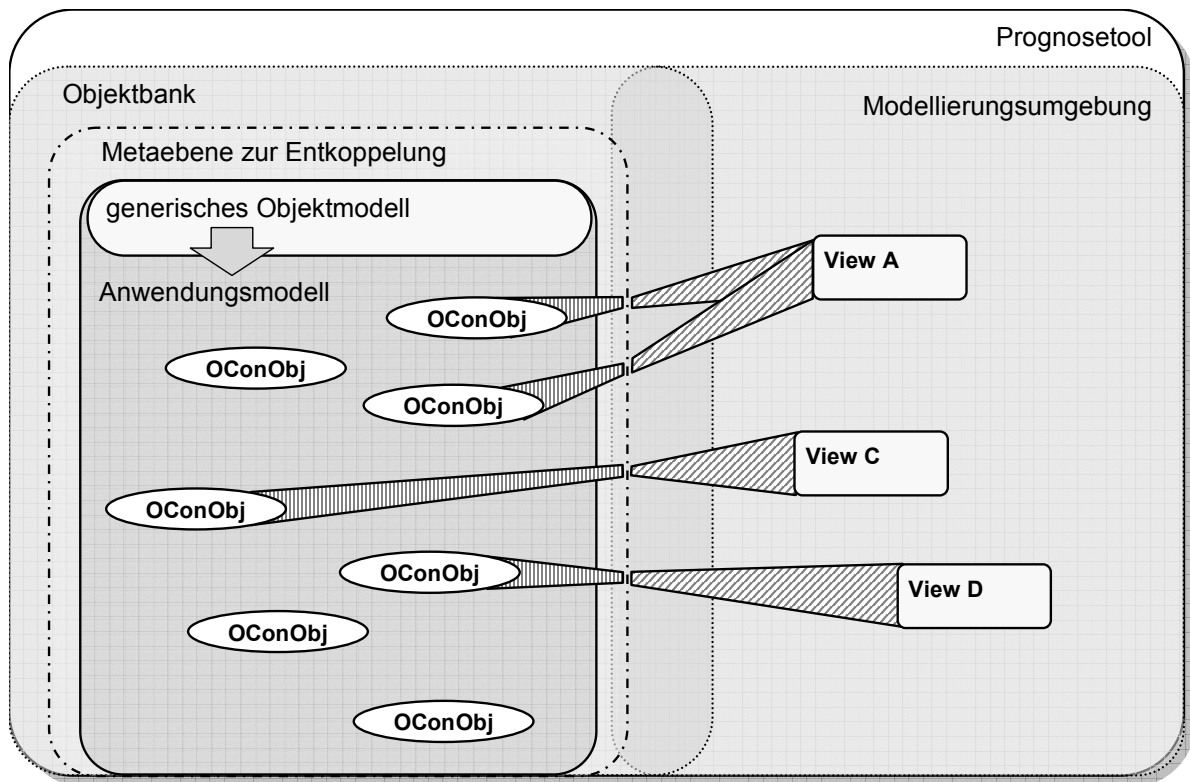 Prognosetool
Objektbank
Modellierungsumgebung
Metaebene zur Entkoppelung
generisches Objektmodell
Anwendungsmodell
View A
OConObj
OConObj
OConObj
View C
OConObj
OConObj
View D
OConObj
OConObj